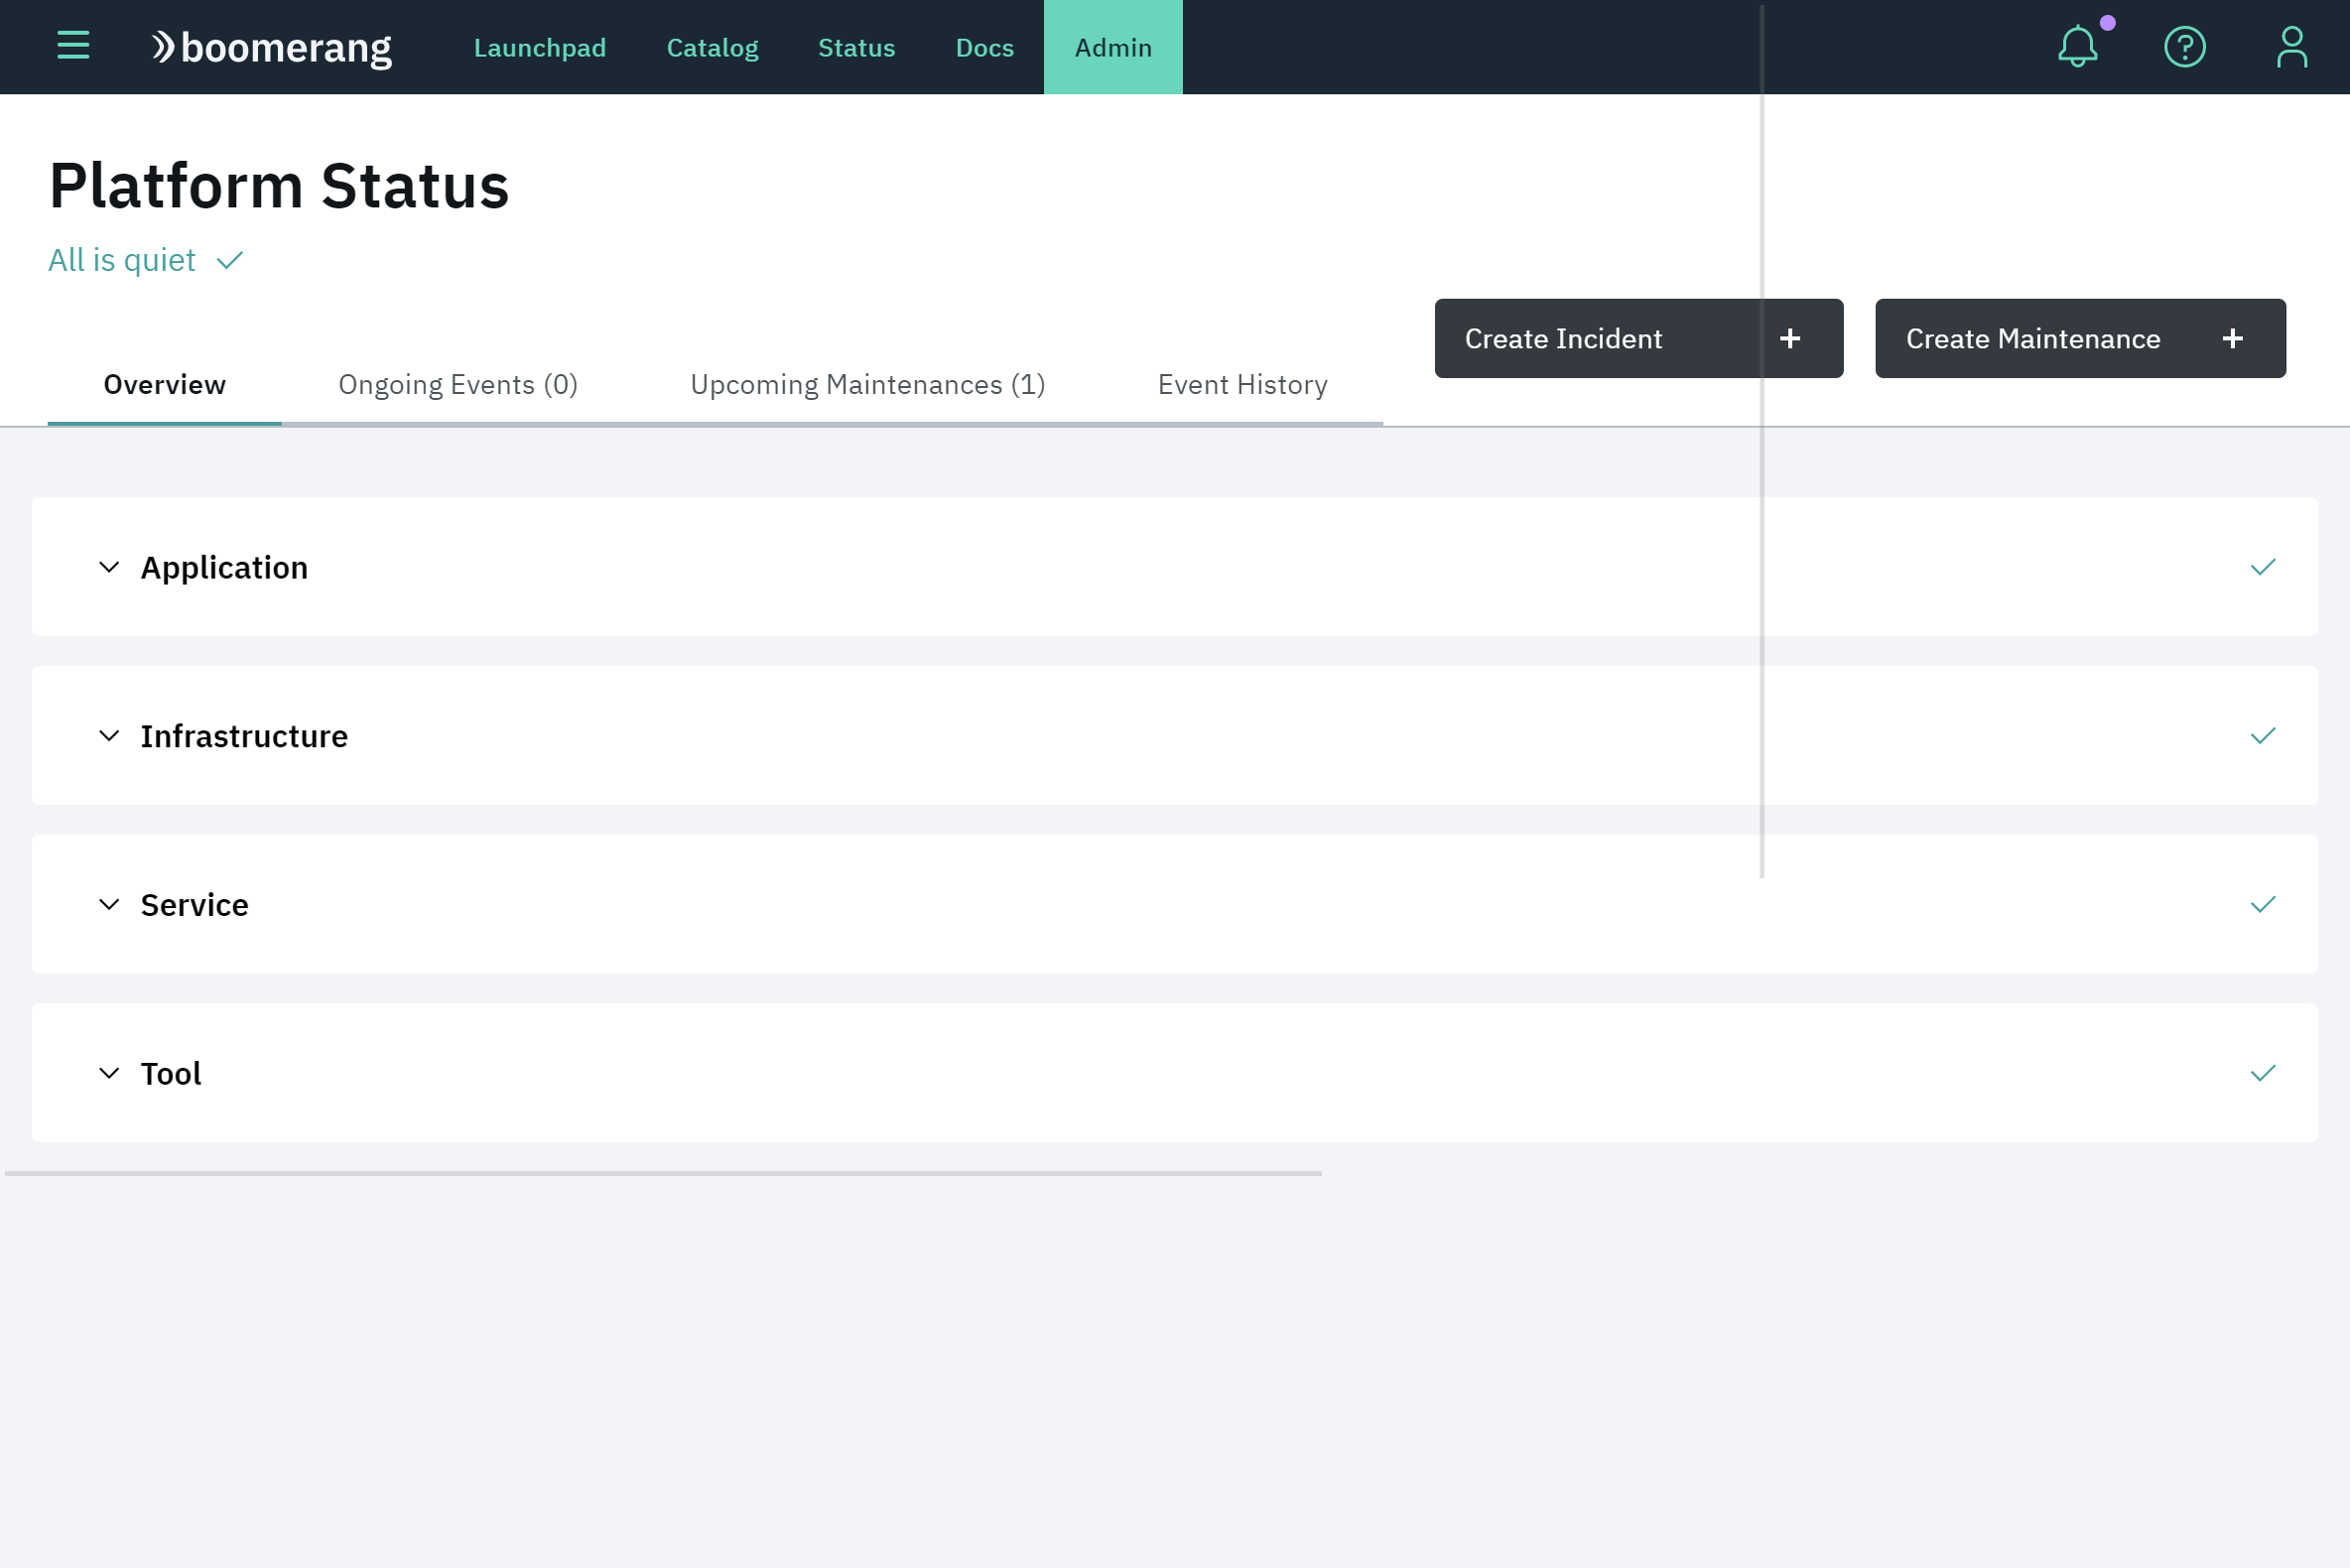 boomerang Launchpad Catalog Status Docs Admin
Platform Status
All is quiet
Create Incident Create Maintenance
Overview Ongoing Events (0) Upcoming Maintenances (1) Event History
Application
Infrastructure
Service
Tool